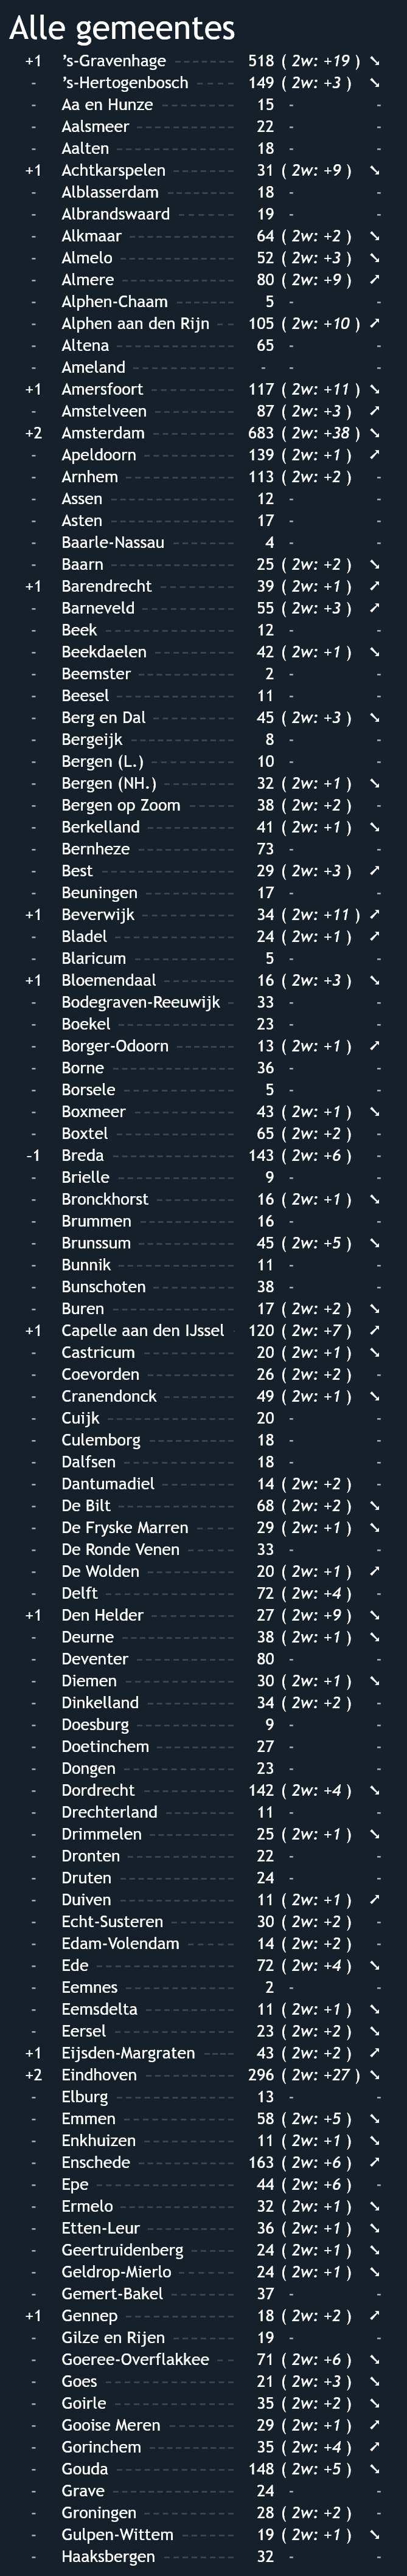 Alle gemeentes
+1 ’s-Gravenhage 518 ( 2w: +19 ) ➘
- ’s-Hertogenbosch 149 ( 2w: +3 ) ➘
- Aa en Hunze 15 - -
- Aalsmeer 22 - -
- Aalten 18 - -
+1 Achtkarspelen 31 ( 2w: +9 ) ➘
- Alblasserdam 18 - -
- Albrandswaard 19 - -
- Alkmaar 64 ( 2w: +2 ) ➘
- Almelo 52 ( 2w: +3 ) ➘
- Almere 80 ( 2w: +9 ) ➚
- Alphen-Chaam 5 - -
- Alphen aan den Rijn 105 ( 2w: +10 ) ➚
- Altena 65 - -
- Ameland - - -
+1 Amersfoort 117 ( 2w: +11 ) ➘
- Amstelveen 87 ( 2w: +3 ) ➚
+2 Amsterdam 683 ( 2w: +38 ) ➘
- Apeldoorn 139 ( 2w: +1 ) ➚
- Arnhem 113 ( 2w: +2 ) -
- Assen 12 - -
- Asten 17 - -
- Baarle-Nassau 4 - -
- Baarn 25 ( 2w: +2 ) ➘
+1 Barendrecht 39 ( 2w: +1 ) ➚
- Barneveld 55 ( 2w: +3 ) ➚
- Beek 12 - -
- Beekdaelen 42 ( 2w: +1 ) ➘
- Beemster 2 - -
- Beesel 11 - -
- Berg en Dal 45 ( 2w: +3 ) ➘
- Bergeijk 8 - -
- Bergen (L.) 10 - -
- Bergen (NH.) 32 ( 2w: +1 ) ➘
- Bergen op Zoom 38 ( 2w: +2 ) -
- Berkelland 41 ( 2w: +1 ) ➘
- Bernheze 73 - -
- Best 29 ( 2w: +3 ) ➚
- Beuningen 17 - -
+1 Beverwijk 34 ( 2w: +11 ) ➚
- Bladel 24 ( 2w: +1 ) ➚
- Blaricum 5 - -
+1 Bloemendaal 16 ( 2w: +3 ) ➘
- Bodegraven-Reeuwijk 33 - -
- Boekel 23 - -
- Borger-Odoorn 13 ( 2w: +1 ) ➚
- Borne 36 - -
- Borsele 5 - -
- Boxmeer 43 ( 2w: +1 ) ➘
- Boxtel 65 ( 2w: +2 ) -
-1 Breda 143 ( 2w: +6 ) -
- Brielle 9 - -
- Bronckhorst 16 ( 2w: +1 ) ➘
- Brummen 16 - -
- Brunssum 45 ( 2w: +5 ) ➘
- Bunnik 11 - -
- Bunschoten 38 - -
- Buren 17 ( 2w: +2 ) ➘
+1 Capelle aan den IJssel 120 ( 2w: +7 ) ➚
- Castricum 20 ( 2w: +1 ) ➘
- Coevorden 26 ( 2w: +2 ) -
- Cranendonck 49 ( 2w: +1 ) ➘
- Cuijk 20 - -
- Culemborg 18 - -
- Dalfsen 18 - -
- Dantumadiel 14 ( 2w: +2 ) -
- De Bilt 68 ( 2w: +2 ) ➘
- De Fryske Marren 29 ( 2w: +1 ) ➘
- De Ronde Venen 33 - -
- De Wolden 20 ( 2w: +1 ) ➚
- Delft 72 ( 2w: +4 ) -
+1 Den Helder 27 ( 2w: +9 ) ➘
- Deurne 38 ( 2w: +1 ) ➘
- Deventer 80 - -
- Diemen 30 ( 2w: +1 ) ➘
- Dinkelland 34 ( 2w: +2 ) -
- Doesburg 9 - -
- Doetinchem 27 - -
- Dongen 23 - -
- Dordrecht 142 ( 2w: +4 ) ➘
- Drechterland 11 - -
- Drimmelen 25 ( 2w: +1 ) ➘
- Dronten 22 - -
- Druten 24 - -
- Duiven 11 ( 2w: +1 ) ➚
- Echt-Susteren 30 ( 2w: +2 ) -
- Edam-Volendam 14 ( 2w: +2 ) -
- Ede 72 ( 2w: +4 ) ➘
- Eemnes 2 - -
- Eemsdelta 11 ( 2w: +1 ) ➘
- Eersel 23 ( 2w: +2 ) ➘
+1 Eijsden-Margraten 43 ( 2w: +2 ) ➚
+2 Eindhoven 296 ( 2w: +27 ) ➘
- Elburg 13 - -
- Emmen 58 ( 2w: +5 ) ➘
- Enkhuizen 11 ( 2w: +1 ) ➘
- Enschede 163 ( 2w: +6 ) ➚
- Epe 44 ( 2w: +6 ) -
- Ermelo 32 ( 2w: +1 ) ➘
- Etten-Leur 36 ( 2w: +1 ) ➘
- Geertruidenberg 24 ( 2w: +1 ) ➘
- Geldrop-Mierlo 24 ( 2w: +1 ) ➘
- Gemert-Bakel 37 - -
+1 Gennep 18 ( 2w: +2 ) ➚
- Gilze en Rijen 19 - -
- Goeree-Overflakkee 71 ( 2w: +6 ) ➘
- Goes 21 ( 2w: +3 ) ➘
- Goirle 35 ( 2w: +2 ) ➘
- Gooise Meren 29 ( 2w: +1 ) ➚
- Gorinchem 35 ( 2w: +4 ) ➚
- Gouda 148 ( 2w: +5 ) ➘
- Grave 24 - -
- Groningen 28 ( 2w: +2 ) -
- Gulpen-Wittem 19 ( 2w: +1 ) ➘
- Haaksbergen 32 - -